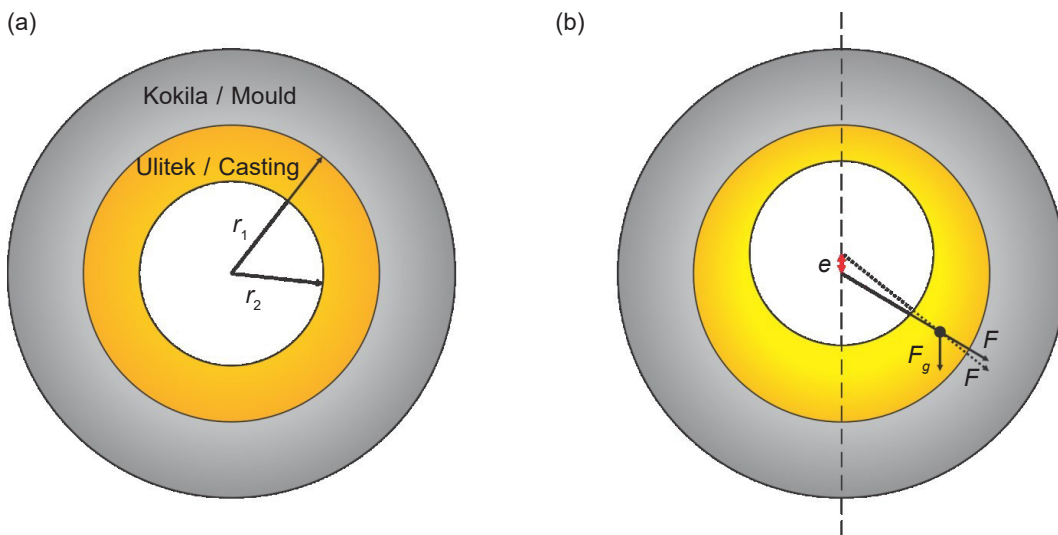 (a)
Kokila / Mould
Ulitek / Casting
r1
r2
(b)
e
F
Fg
F